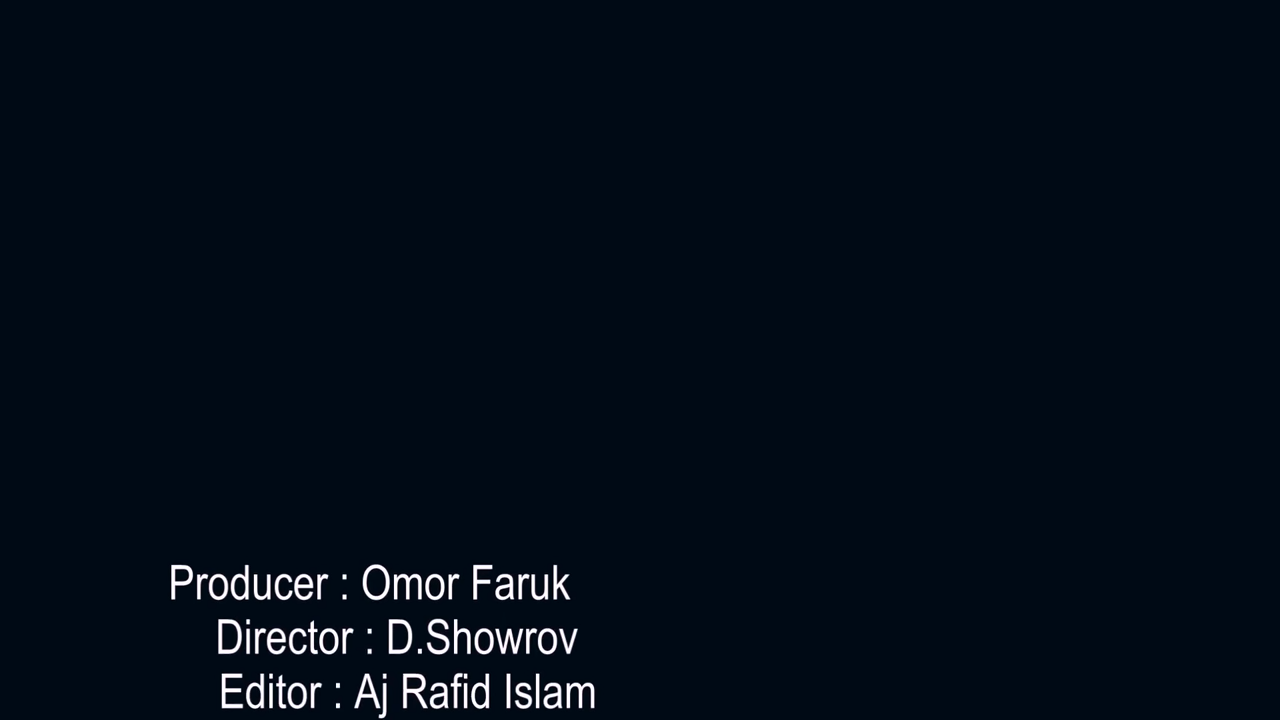 Producer : Omor Faruk
Director : D.Showrov
Editor : Aj Rafid Islam